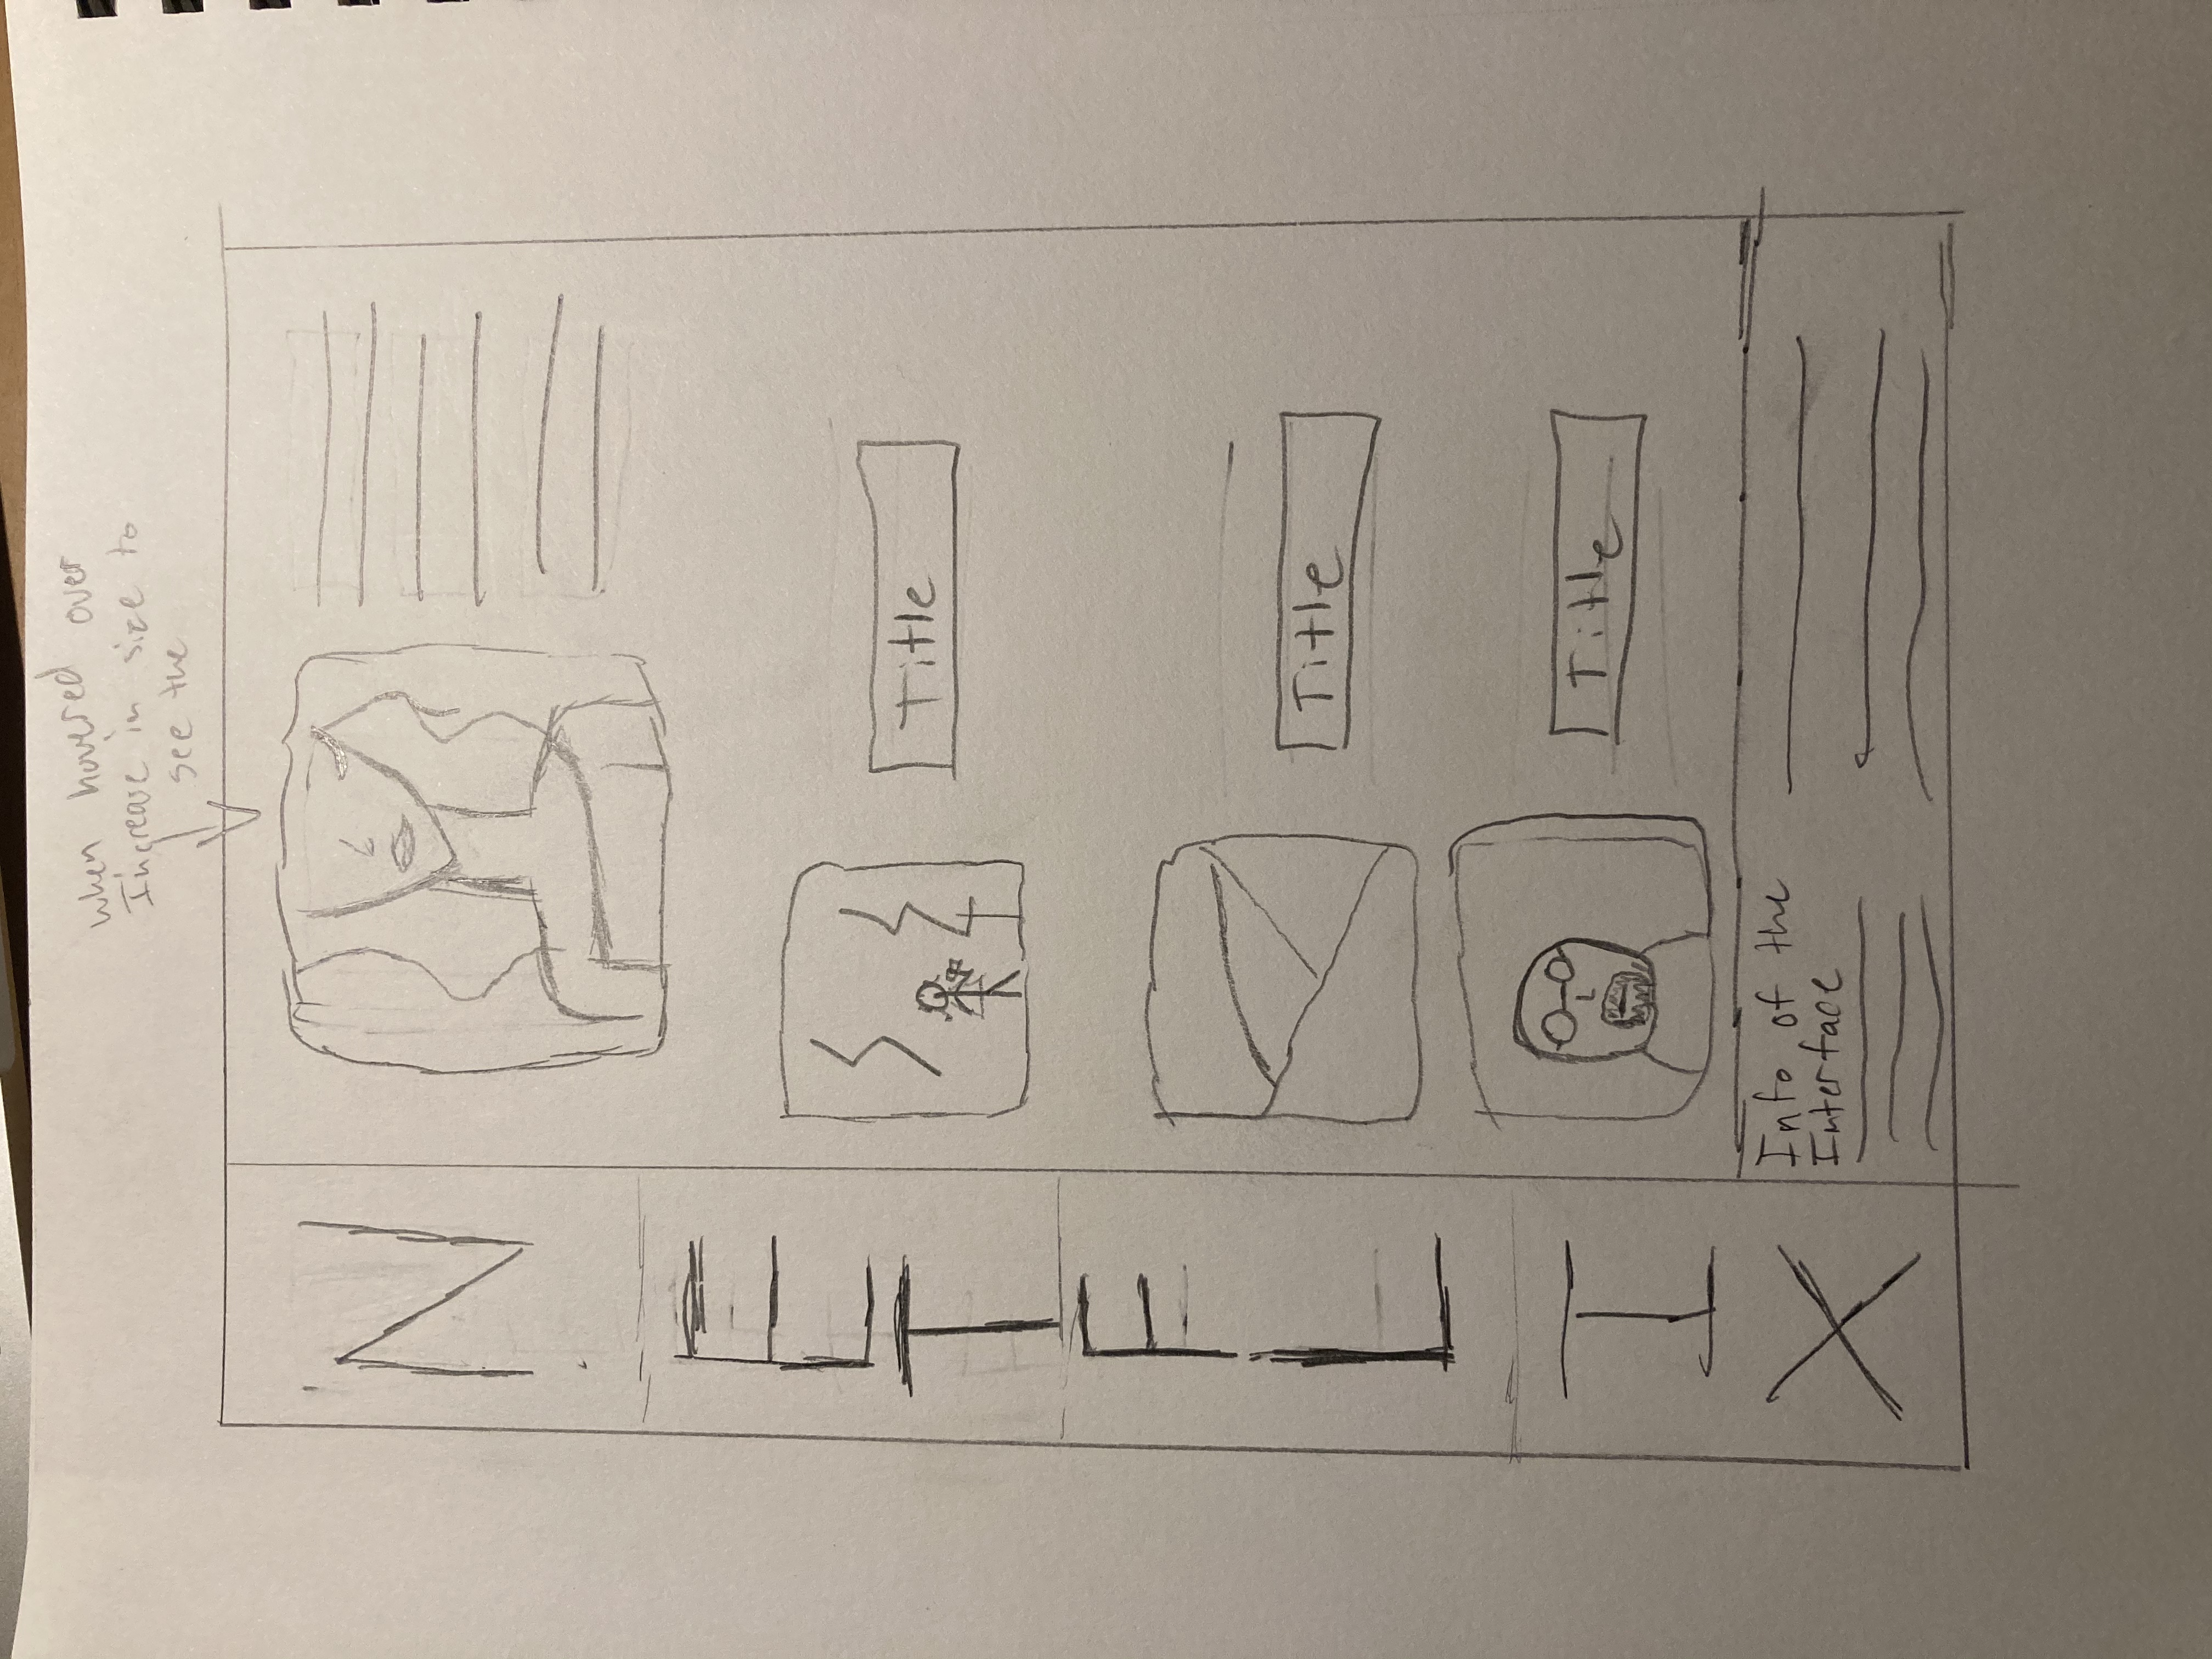 when hovered over
Increase in size to
see the
N
E
T
F
L
I
X
Title
Title
Title
Info of the
Interface